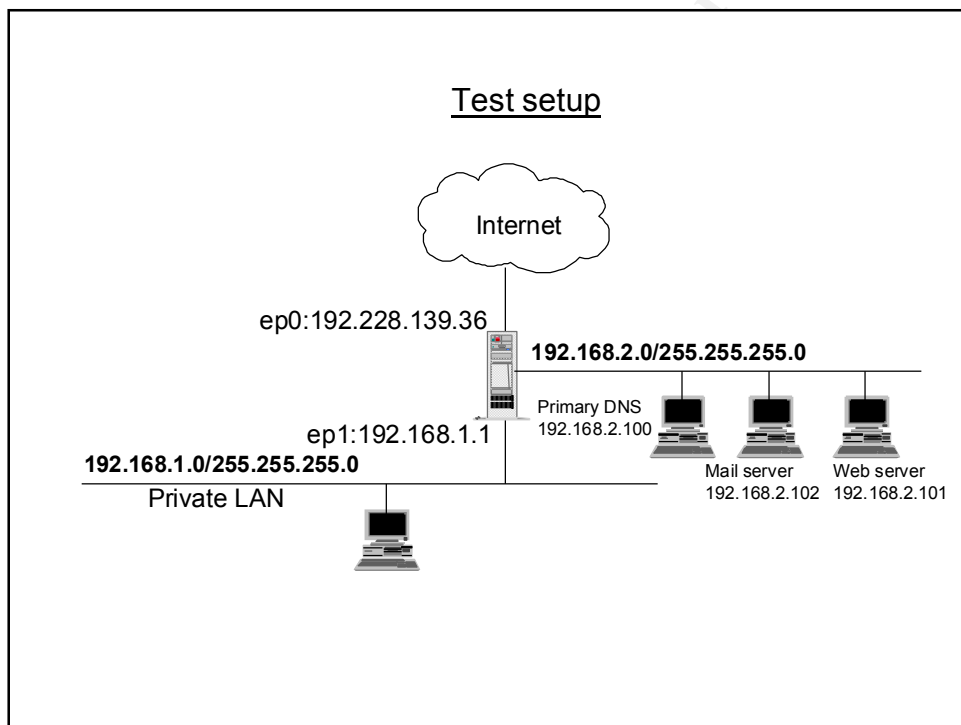 Test setup
Internet
ep0:192.228.139.36
192.168.2.0/255.255.255.0
Primary DNS
192.168.2.100
ep1:192.168.1.1
192.168.1.0/255.255.255.0
Private LAN
Mail server
192.168.2.102
Web server
192.168.2.101